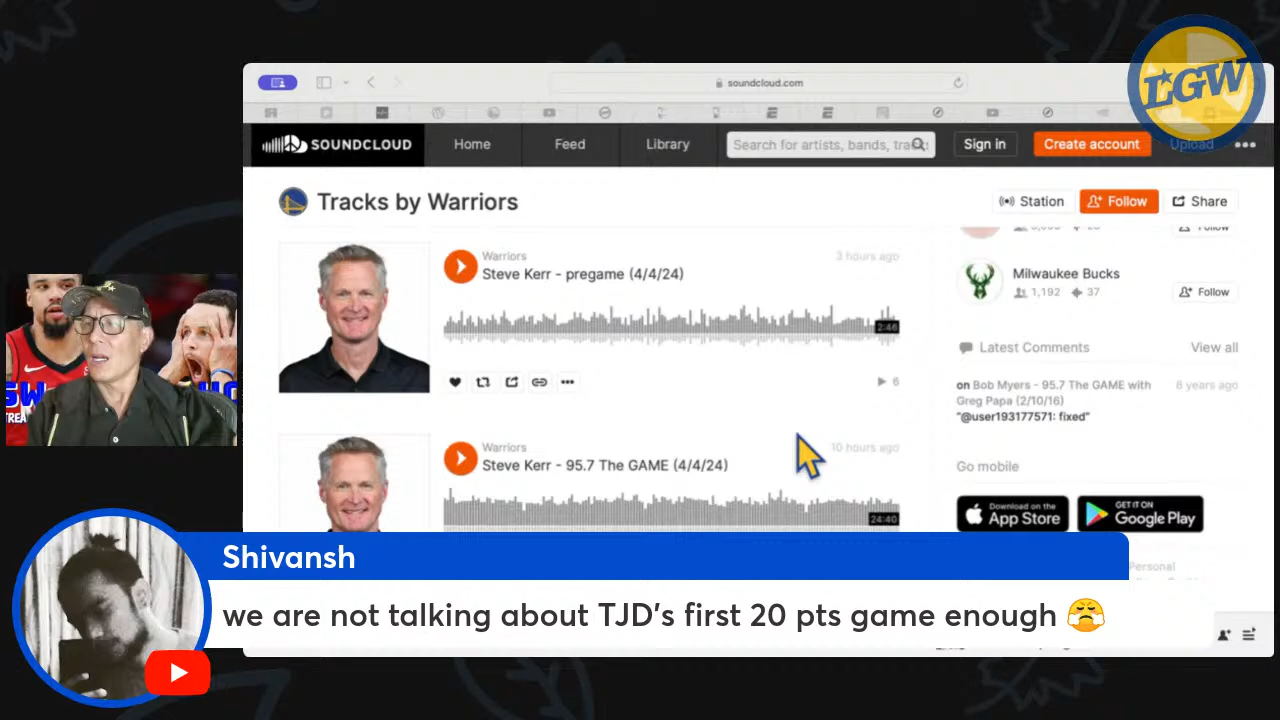 LGW
soundcloud.com
SOUNDCLOUD
Home
Feed
Library
Search for artists, bands, track
Sign in
Create account
Upload
Tracks by Warriors
Station
Follow
Share
Warriors
3 hours ago
Steve Kerr - pregame (4/4/24)
2:46
6
Follow
Milwaukee Bucks
1,192
37
Follow
Latest Comments
View all
on Bob Myers - 95.7 The GAME with
8 years ago
Greg Papa (2/10/16)
"@user193177571: fixed"
Warriors
10 hours ago
Steve Kerr - 95.7 The GAME (4/4/24)
24:40
Go mobile
Download on the
App Store
GET IT ON
Google Play
Personal
Shivansh
we are not talking about TJD's first 20 pts game enough 😤